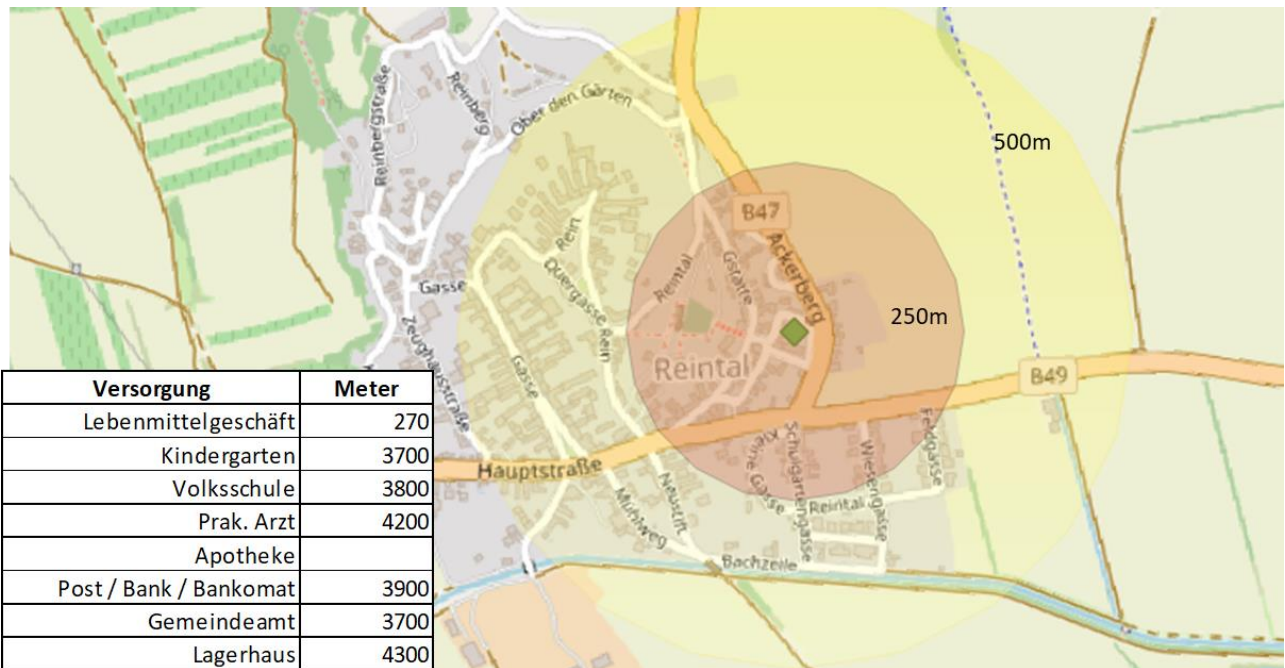 Reinbergstraße
Reinberg
Ober den Gärten
500m
B47
Ackerberg
Rein
Quergasse
Reintal
Gstätte
Gasse
Rein
250m
Zeughausstraße
Gasse
Reintal
B49
Feldgasse
Hauptstraße
Kleine Gasse
Schulgartengasse
Wiesengasse
Neustift
Reintal
Mühlweg
Bachzeile
Versorgung Meter
Lebenmittelgeschäft 270
Kindergarten 3700
Volksschule 3800
Prak. Arzt 4200
Apotheke
Post / Bank / Bankomat 3900
Gemeindeamt 3700
Lagerhaus 4300